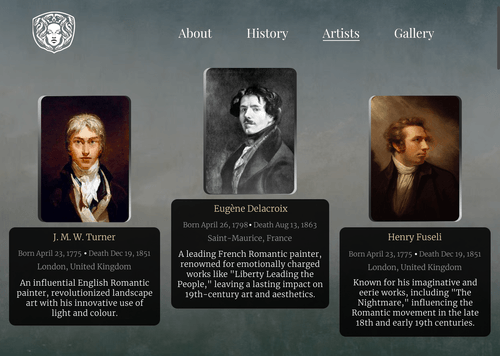 About
History
Artists
Gallery
J. M. W. Turner
Born April 23, 1775 • Death Dec 19, 1851
London, United Kingdom
An influential English Romantic
painter, revolutionized landscape
art with his innovative use of
light and colour.
Eugène Delacroix
Born April 26, 1798 • Death Aug 13, 1863
Saint-Maurice, France
A leading French Romantic painter,
renowned for emotionally charged
works like "Liberty Leading the
People," leaving a lasting impact on
19th-century art and aesthetics.
Henry Fuseli
Born April 23, 1775 • Death Dec 19, 1851
London, United Kingdom
Known for his imaginative and
eerie works, including "The
Nightmare," influencing the
Romantic movement in the late
18th and early 19th centuries.